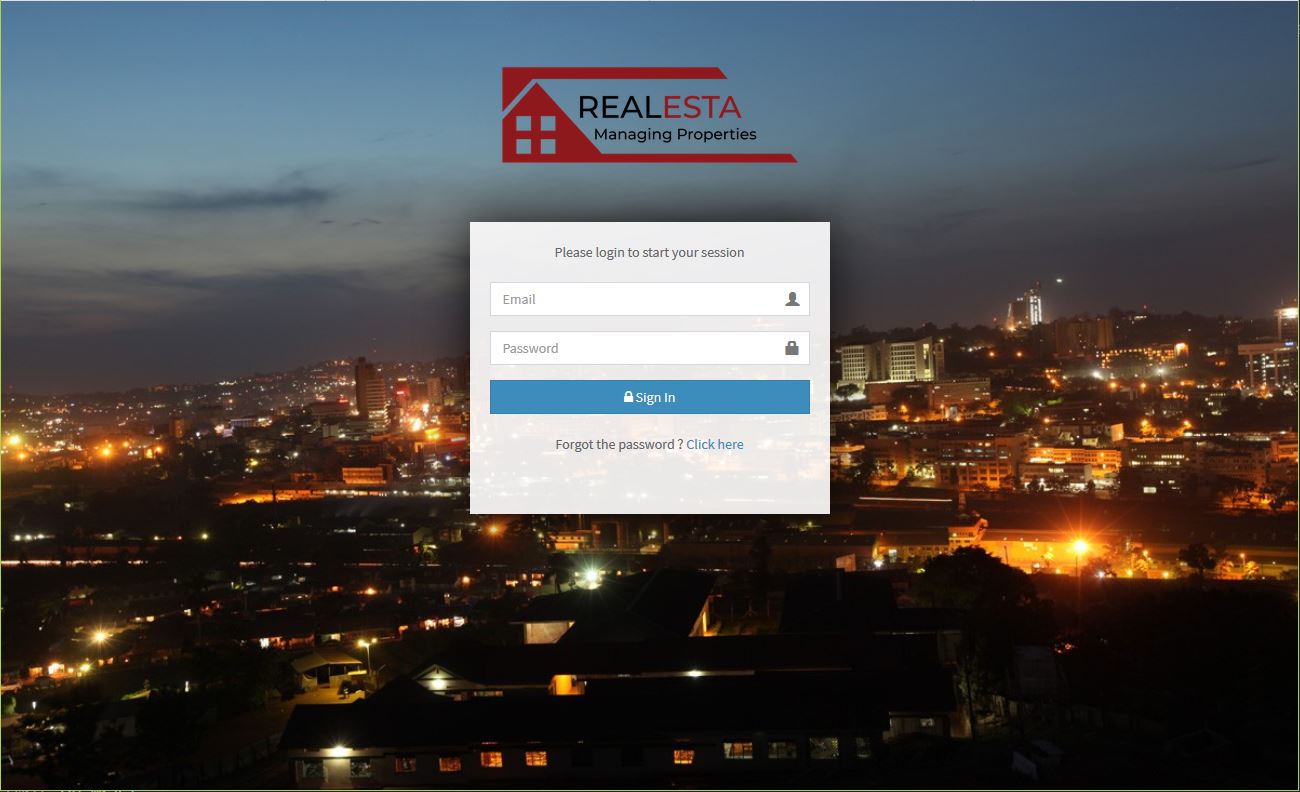 REALESTA
Managing Properties
Please login to start your session
Email
Password
Sign In
Forgot the password ? Click here